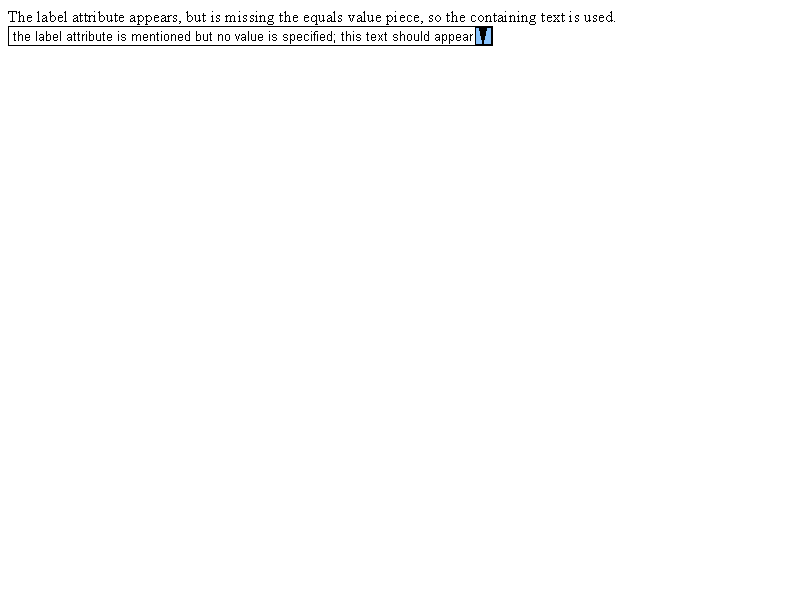 The label attribute appears, but is missing the equals value piece, so the containing text is used.
the label attribute is mentioned but no value is specified; this text should appear